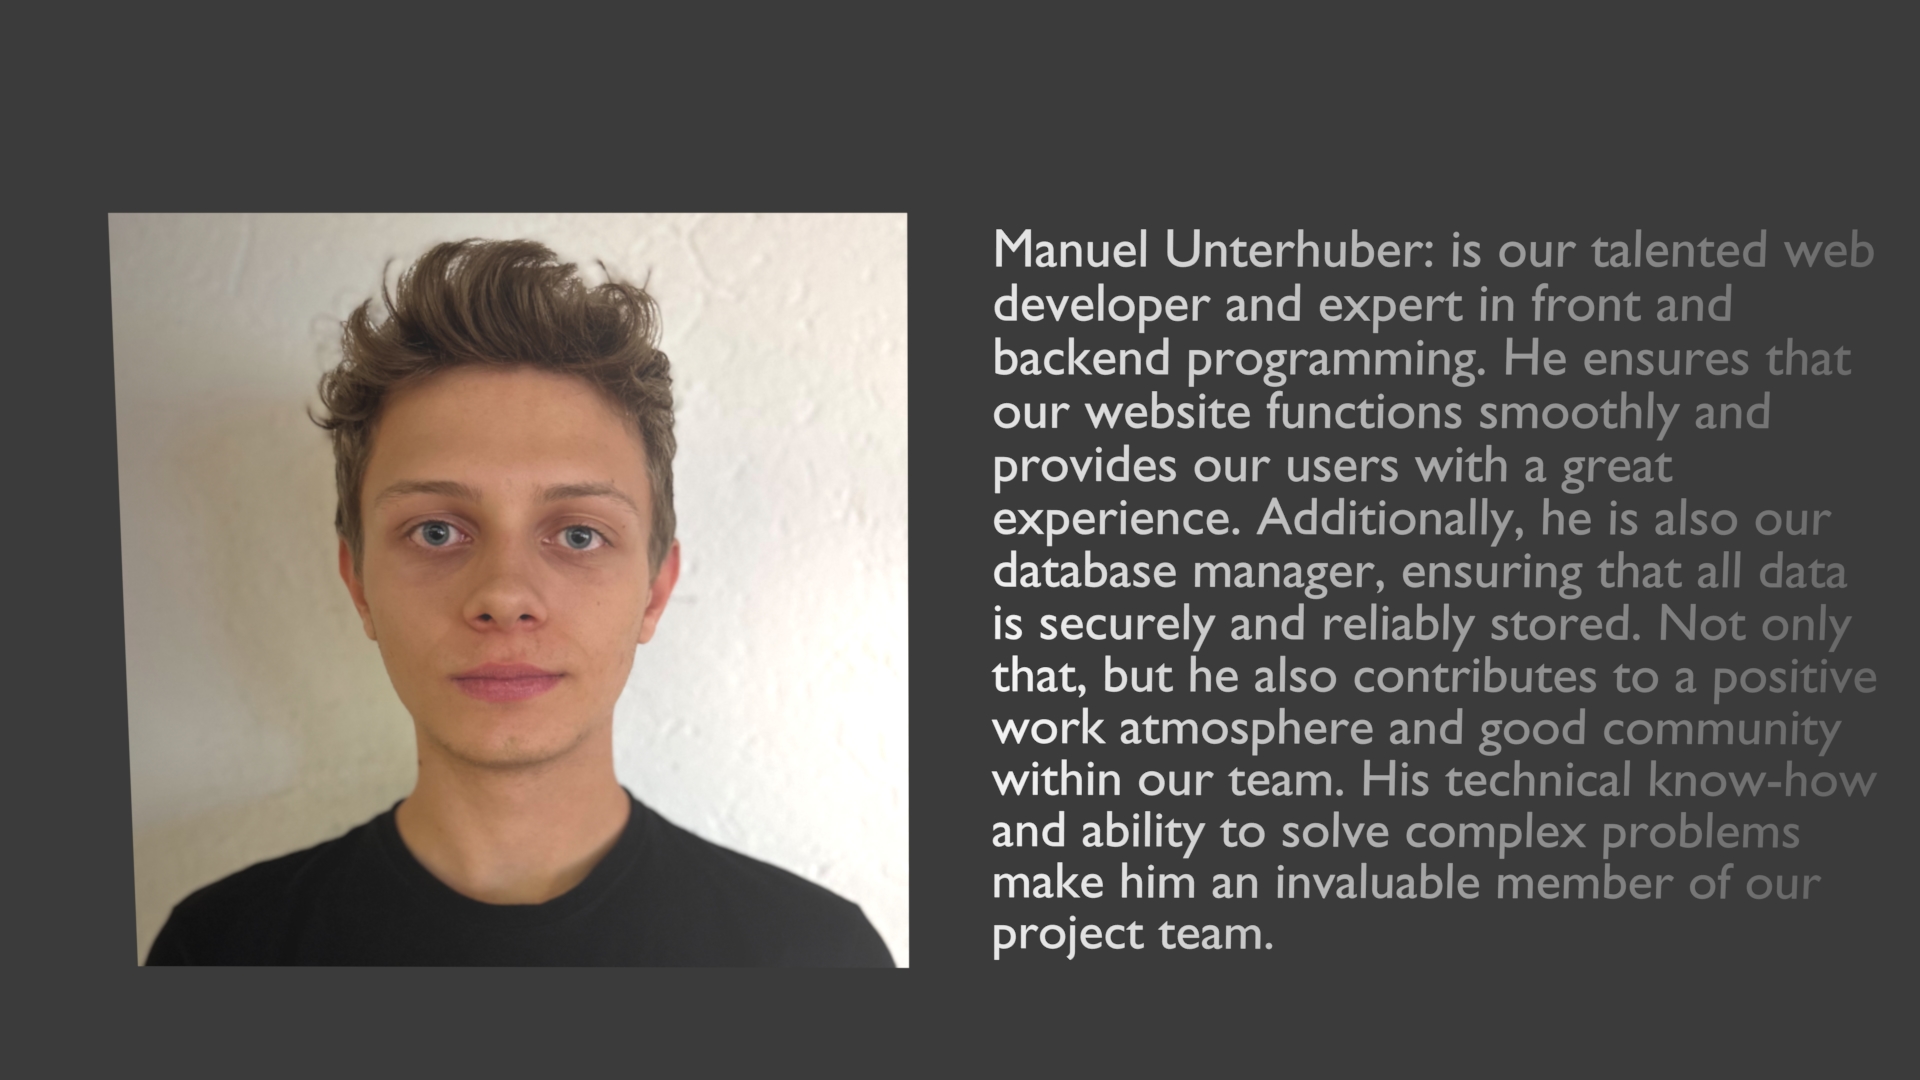 Manuel Unterhuber: is our talented web
developer and expert in front and
backend programming. He ensures that
our website functions smoothly and
provides our users with a great
experience. Additionally, he is also our
database manager, ensuring that all data
is securely and reliably stored. Not only
that, but he also contributes to a positive
work atmosphere and good community
within our team. His technical know-how
and ability to solve complex problems
make him an invaluable member of our
project team.